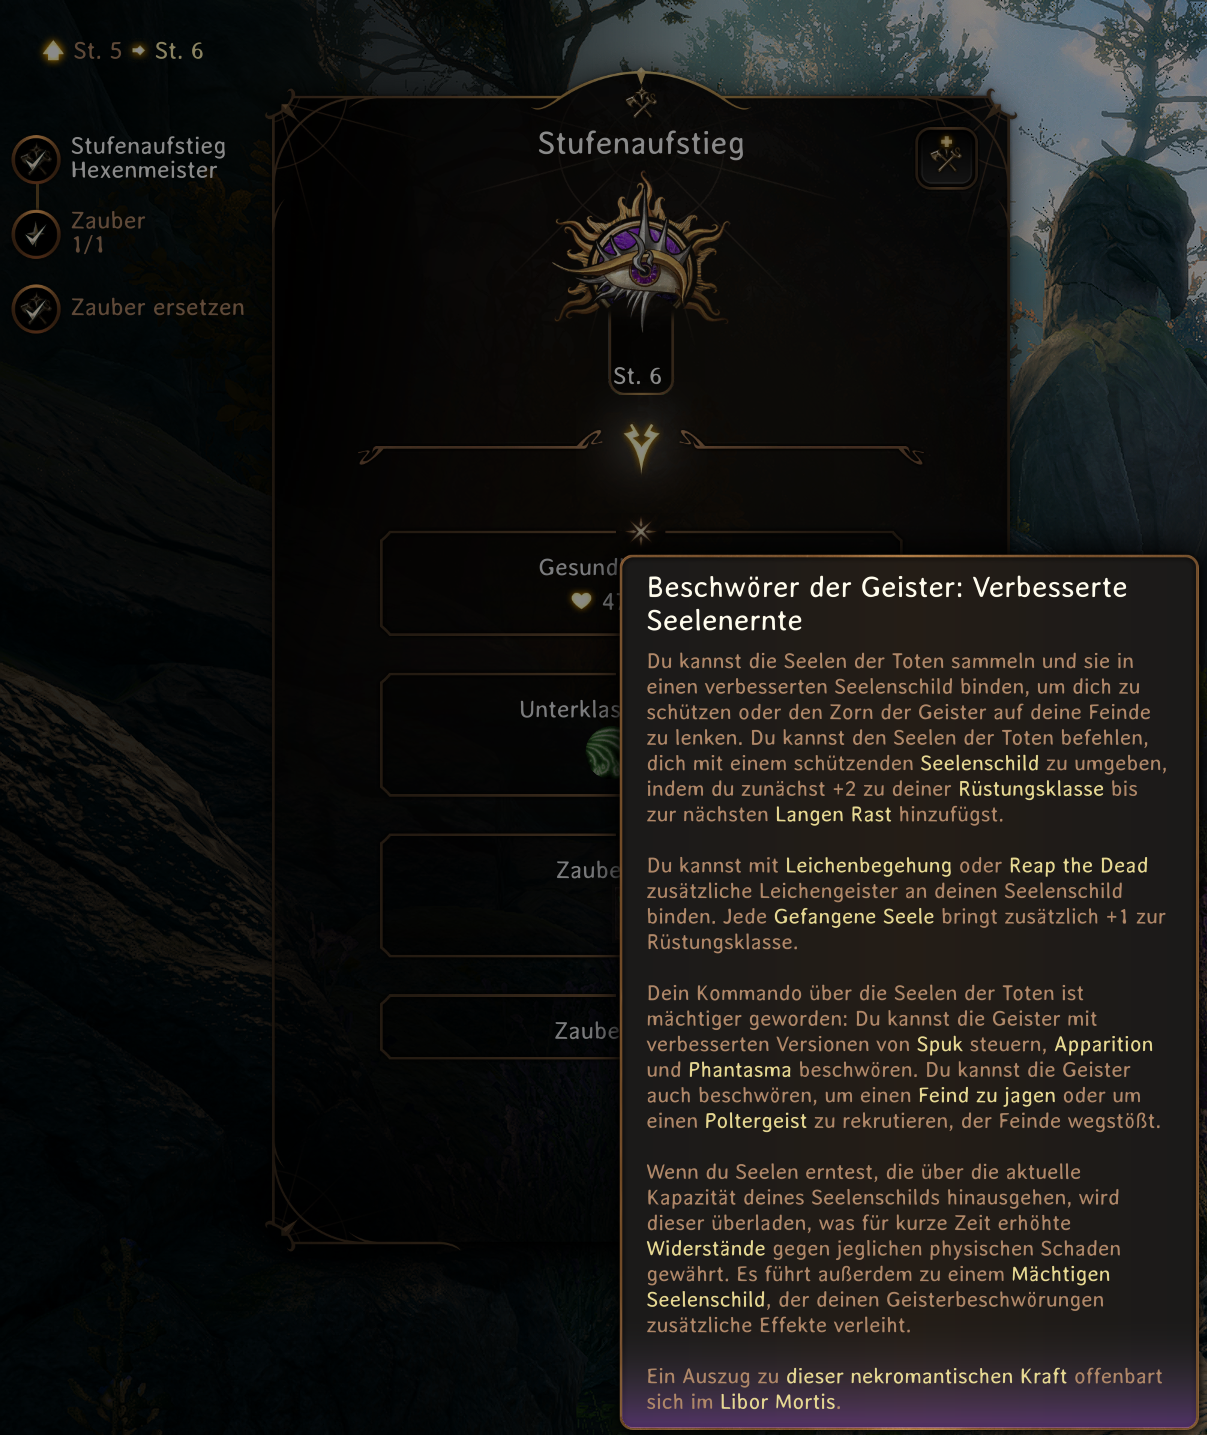 St. 5 St. 6
Stufenaufstieg
Hexenmeister
Zauber
1/1
Zauber ersetzen
Stufenaufstieg
St. 6
Beschwörer der Geister: Verbesserte
Seelenernte
Du kannst die Seelen der Toten sammeln und sie in
einen verbesserten Seelenschild binden, um dich zu
schützen oder den Zorn der Geister auf deine Feinde
zu lenken. Du kannst den Seelen der Toten befehlen,
dich mit einem schützenden Seelenschild zu umgeben,
indem du zunächst +2 zu deiner Rüstungsklasse bis
zur nächsten Langen Rast hinzufügst.
Du kannst mit Leichenbegehung oder Reap the Dead
zusätzliche Leichengeister an deinen Seelenschild
binden. Jede Gefangene Seele bringt zusätzlich +1 zur
Rüstungsklasse.
Dein Kommando über die Seelen der Toten ist
mächtiger geworden: Du kannst die Geister mit
verbesserten Versionen von Spuk steuern, Apparition
und Phantasma beschwören. Du kannst die Geister
auch beschwören, um einen Feind zu jagen oder um
einen Poltergeist zu rekrutieren, der Feinde wegstößt.
Wenn du Seelen erntest, die über die aktuelle
Kapazität deines Seelenschilds hinausgehen, wird
dieser überladen, was für kurze Zeit erhöhte
Widerstände gegen jeglichen physischen Schaden
gewährt. Es führt außerdem zu einem Mächtigen
Seelenschild, der deinen Geisterbeschwörungen
zusätzliche Effekte verleiht.
Ein Auszug zu dieser nekromantischen Kraft offenbart
sich im Libor Mortis.